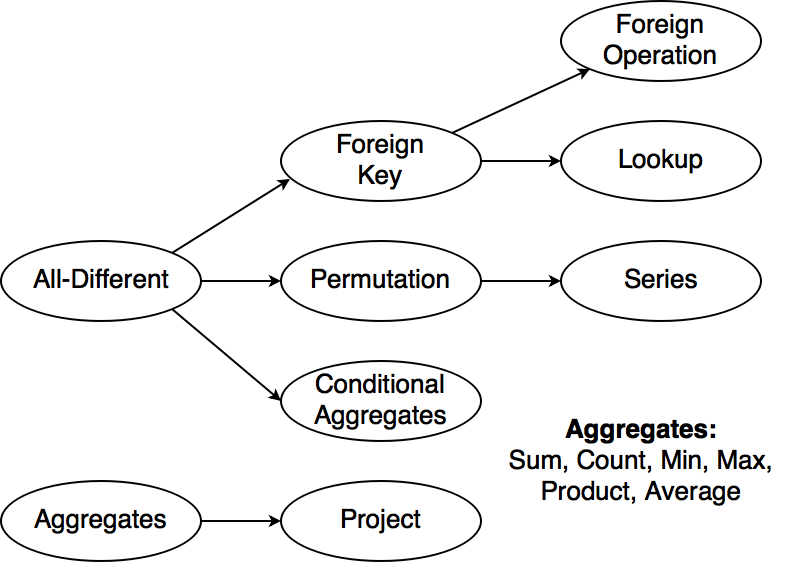 Foreign
Operation
Foreign
Key
Lookup
All-Different
Permutation
Series
Conditional
Aggregates
Aggregates:
Sum, Count, Min, Max,
Product, Average
Aggregates
Project